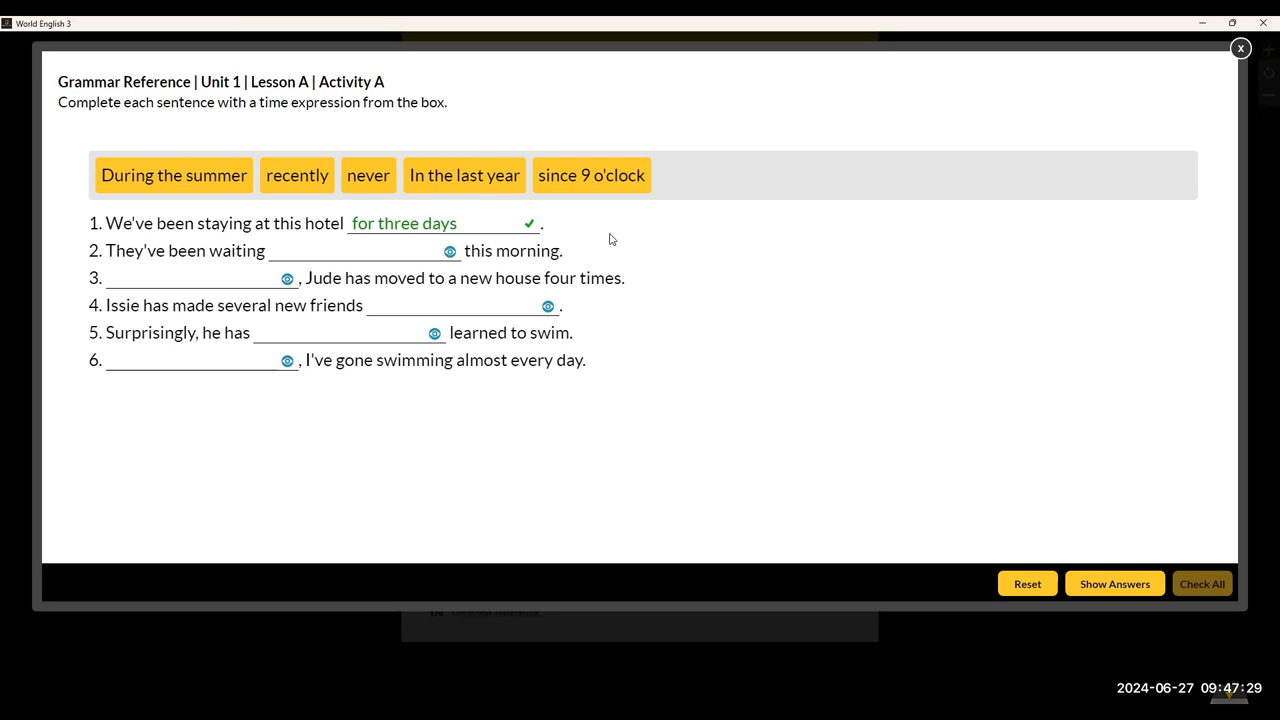 World English 3
x
Grammar Reference | Unit 1 | Lesson A | Activity A
Complete each sentence with a time expression from the box.
During the summer recently never In the last year since 9 o'clock
1. We've been staying at this hotel for three days .
2. They've been waiting this morning.
3. , Jude has moved to a new house four times.
4. Issie has made several new friends .
5. Surprisingly, he has learned to swim.
6. , I've gone swimming almost every day.
Reset Show Answers Check All
2024-06-27 09:47:29